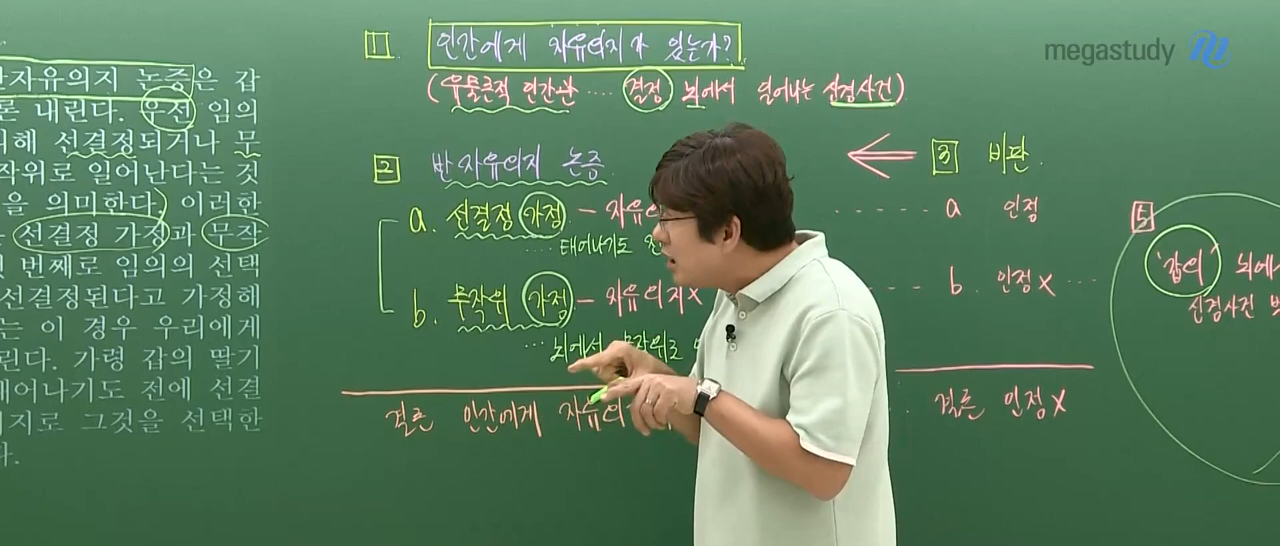 megastudy
1 인간에게 자유의지가 있는가?
(유물론적 인간관 ···· 결정 뇌에서 일어나는 신경사건)
반자유의지 논증은 갑
론 내린다. 우선 임의
해 선결정되거나 무
작위로 일어난다는 것
을 의미한다. 이러한
선결정 가정과 무작
번째로 임의의 선택
선결정된다고 가정해
는 이 경우 우리에게
린다. 가령 갑의 딸기
태어나기도 전에 선결
지로 그것을 선택한
다.
2 반자유의지 논증
a. 선결정 가정 - 자유
···· 태어나기도 전
b. 무작위 가정 - 자유의지X
··· 뇌에서 무작위로
결론 인간에게 자유의
3 비판
a 인정
b. 인정X
결론 인정X
5
'갑의' 뇌에
신경사건